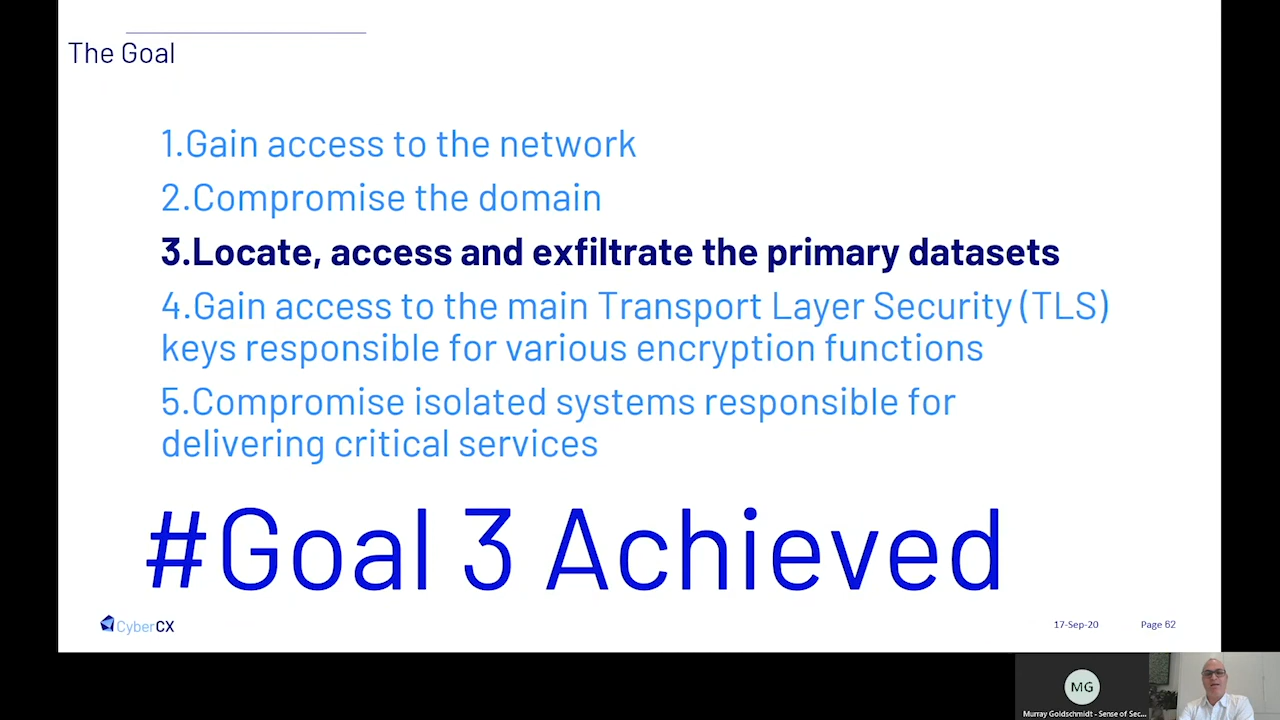 The Goal
1.Gain access to the network
2.Compromise the domain
3.Locate, access and exfiltrate the primary datasets
4.Gain access to the main Transport Layer Security (TLS)
keys responsible for various encryption functions
5.Compromise isolated systems responsible for
delivering critical services
#Goal 3 Achieved
CyberCX
17-Sep-20
Page 62
MG
Murray Goldschmidt - Sense of Sec...